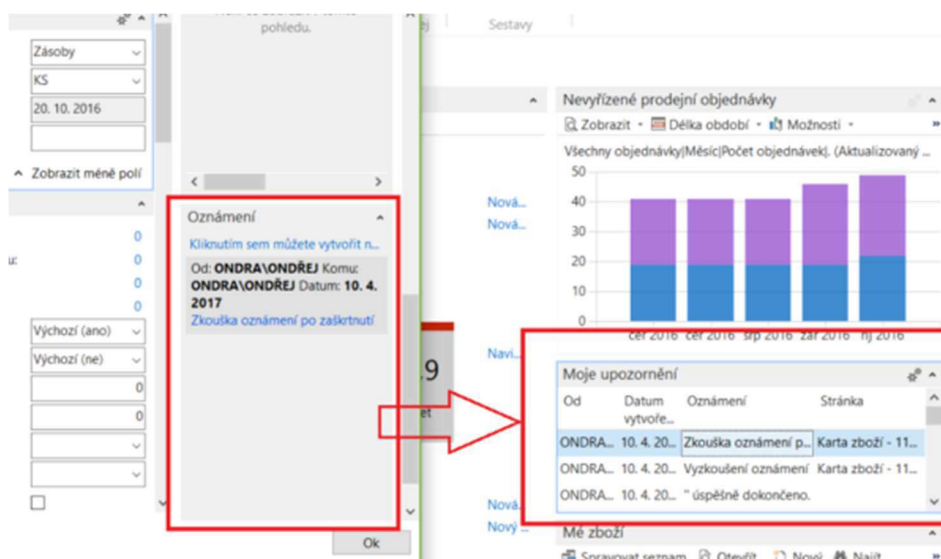 pohledu.
Zásoby
KS
20. 10. 2016
Zobrazit méně polí
0
u:
0
0
0
Výchozí (ano)
Výchozí (ne)
0
0
Oznámení
Kliknutím sem můžete vytvořit n...
Od: ONDRA\ONDŘEJ Komu:
ONDRA\ONDŘEJ Datum: 10. 4.
2017
Zkouška oznámení po zaškrtnutí
Ok
ej
Sestavy
Nová...
Nová...
.9
et
Navi...
Nová
Nový ...
Nevyřízené prodejní objednávky
Zobrazit Délka období Možnosti
Všechny objednávky|Měsíc|Počet objednávek|. (Aktualizovaný ...
50
40
30
20
10
0
čer 2016 čer 2016 srp 2016 zář 2016 říj 2016
Moje upozornění
Od Datum vytvoře... Oznámení Stránka
ONDRA... 10. 4. 20... Zkouška oznámení p... Karta zboží - 11...
ONDRA... 10. 4. 20... Vyzkoušení oznámení Karta zboží - 11...
ONDRA... 10. 4. 20... " úspěšně dokončeno.
Mé zboží
Spravovat seznam Otevřít Nový Najít